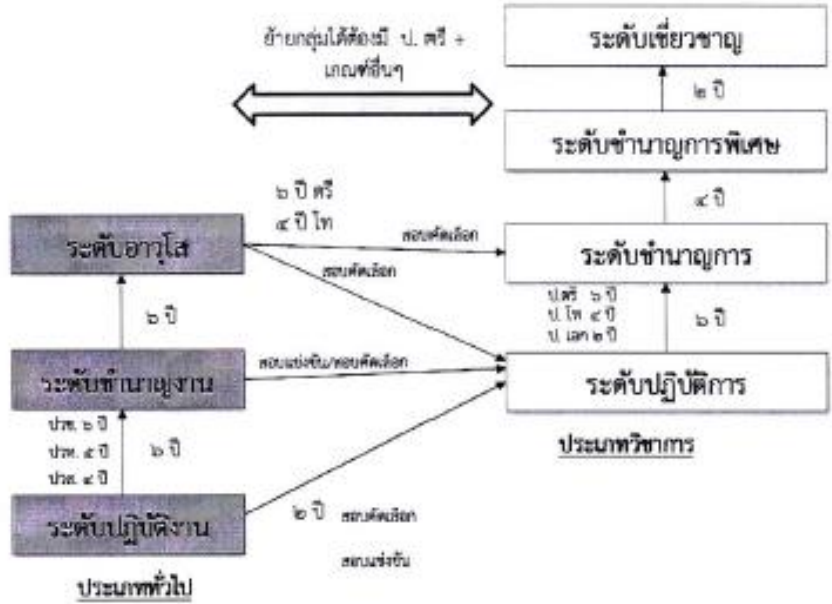 ย้ายกลุ่มได้ต้องมี ป. ตรี +
เกณฑ์อื่นๆ
ระดับเชี่ยวชาญ
๒ ปี
ระดับชำนาญการพิเศษ
๔ ปี
๖ ปี ตรี
๔ ปี โท
ระดับอาวุโส
สอบคัดเลือก
ระดับชำนาญการ
สอบคัดเลือก
๖ ปี
ป.ตรี ๖ ปี
ป. โท ๔ ปี
ป. เอก ๒ ปี
๖ ปี
ระดับชำนาญงาน
สอบแข่งขัน/สอบคัดเลือก
ระดับปฏิบัติการ
ปวช. ๖ ปี
ปวท. ๕ ปี
ปวส. ๔ ปี
๖ ปี
ประเภทวิชาการ
ระดับปฏิบัติงาน
๒ ปี สอบคัดเลือก
สอบแข่งขัน
ประเภททั่วไป